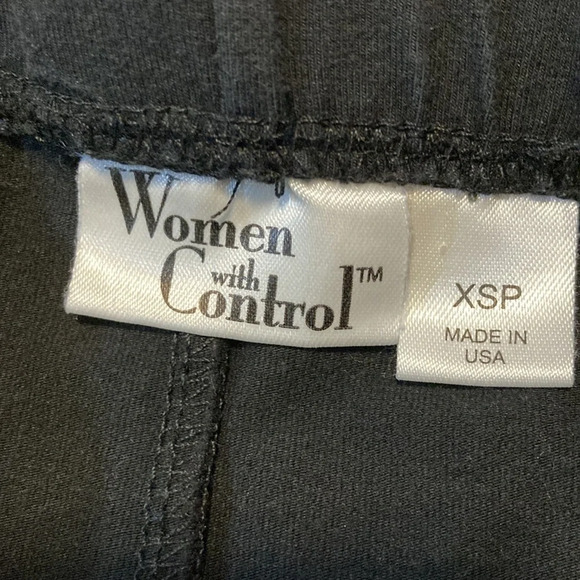 Women
with
Control™
XSP
MADE IN
USA